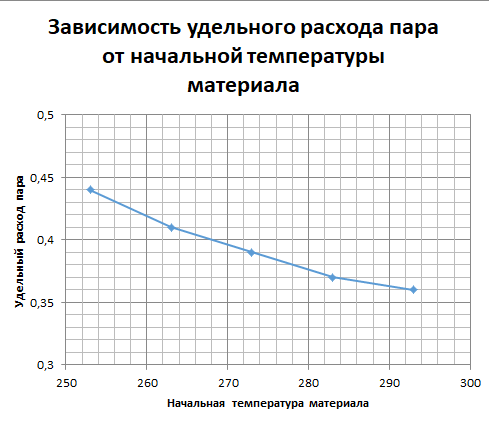 Зависимость удельного расхода пара
от начальной температуры
материала
0,5
0,45
0,4
0,35
0,3
Удельный расход пара
250 260 270 280 290 300
Начальная температура материала